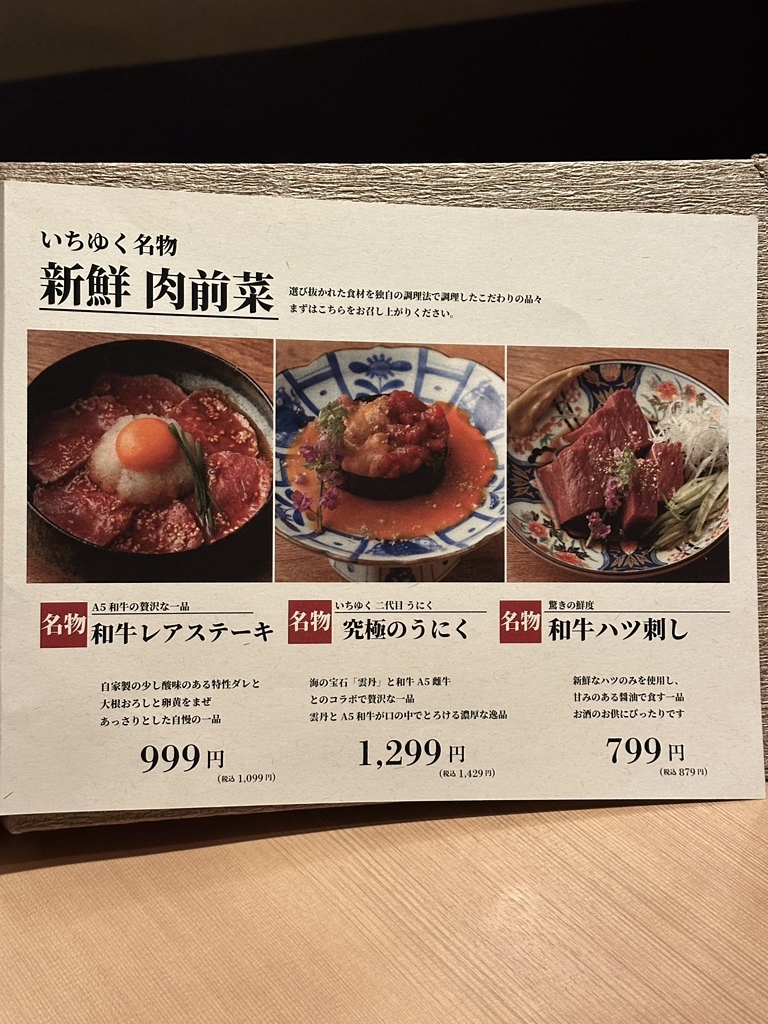 いちゆく名物
新鮮 肉前菜
選び抜かれた食材を独自の調理法で調理したこだわりの品々
まずはこちらをお召し上がりください。
名物
A5 和牛の贅沢な一品
和牛レアステーキ
自家製の少し酸味のある特性ダレと
大根おろしと卵黄をまぜ
あっさりとした自慢の一品
999円
(税込 1,099円)
名物
いちゆく 二代目 うにく
究極のうにく
海の宝石「雲丹」と和牛 A5 雌牛
とのコラボで贅沢な一品
雲丹と A5 和牛が口の中でとろける濃厚な逸品
1,299円
(税込 1,429円)
名物
驚きの鮮度
和牛ハツ刺し
新鮮なハツのみを使用し、
甘みのある醤油で食す一品
お酒のお供にぴったりです
799円
(税込 879円)